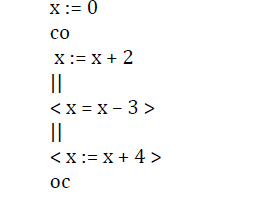 x := 0
co
x := x + 2
||
< x = x – 3 >
||
< x := x + 4 >
oc